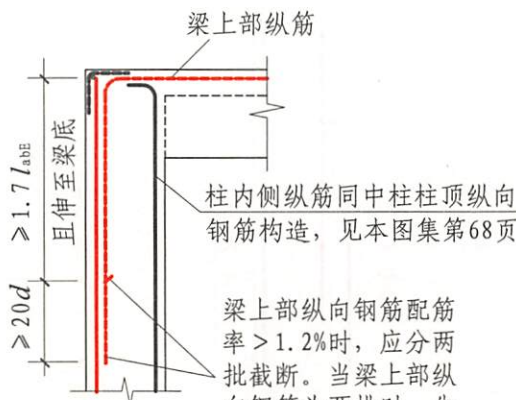 梁上部纵筋
≥1.7labE
且伸至梁底
≥20d
柱内侧纵筋同中柱柱顶纵向
钢筋构造，见本图集第68页
梁上部纵向钢筋配筋
率＞1.2%时，应分两
批截断。当梁上部纵